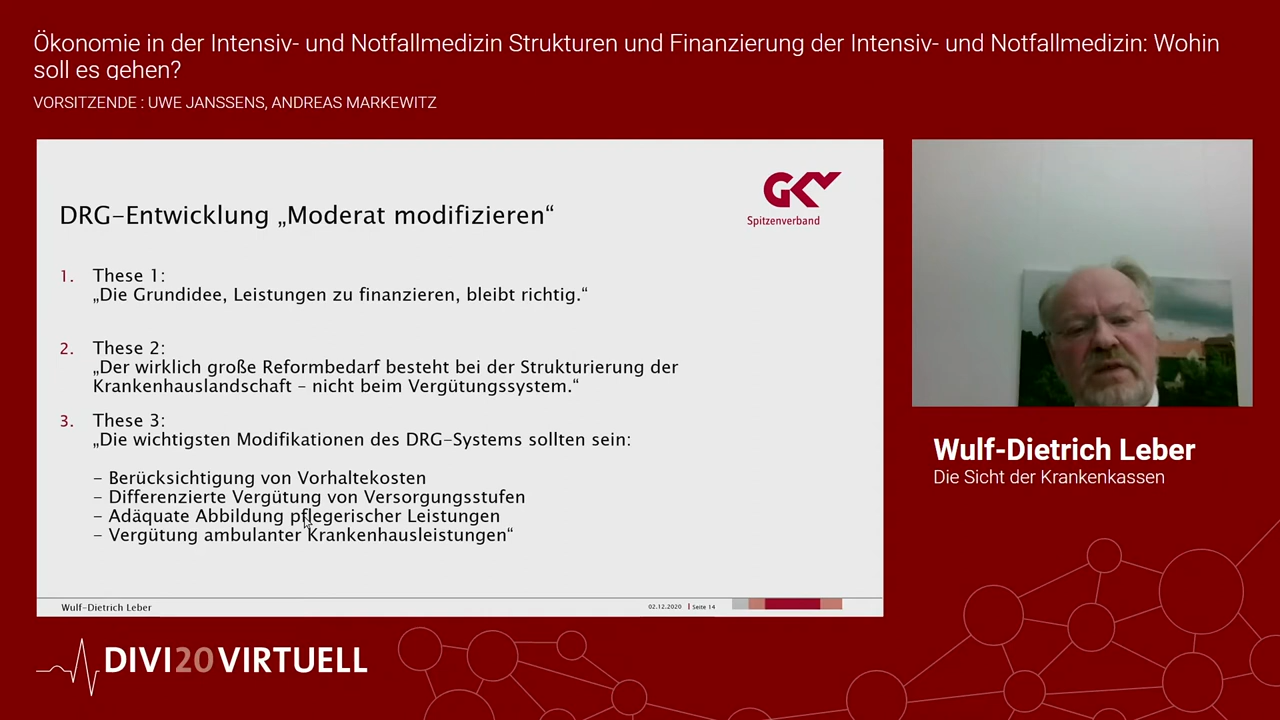 Ökonomie in der Intensiv- und Notfallmedizin Strukturen und Finanzierung der Intensiv- und Notfallmedizin: Wohin
soll es gehen?
VORSITZENDE : UWE JANSSENS, ANDREAS MARKEWITZ
GKV
Spitzenverband
DRG-Entwicklung „Moderat modifizieren“
1. These 1:
„Die Grundidee, Leistungen zu finanzieren, bleibt richtig.“
2. These 2:
„Der wirklich große Reformbedarf besteht bei der Strukturierung der
Krankenhauslandschaft – nicht beim Vergütungssystem.“
3. These 3:
„Die wichtigsten Modifikationen des DRG-Systems sollten sein:
– Berücksichtigung von Vorhaltekosten
– Differenzierte Vergütung von Versorgungsstufen
– Adäquate Abbildung pflegerischer Leistungen
– Vergütung ambulanter Krankenhausleistungen“
Wulf-Dietrich Leber
02.12.2020 | Seite 14
Wulf-Dietrich Leber
Die Sicht der Krankenkassen
DIVI20VIRTUELL